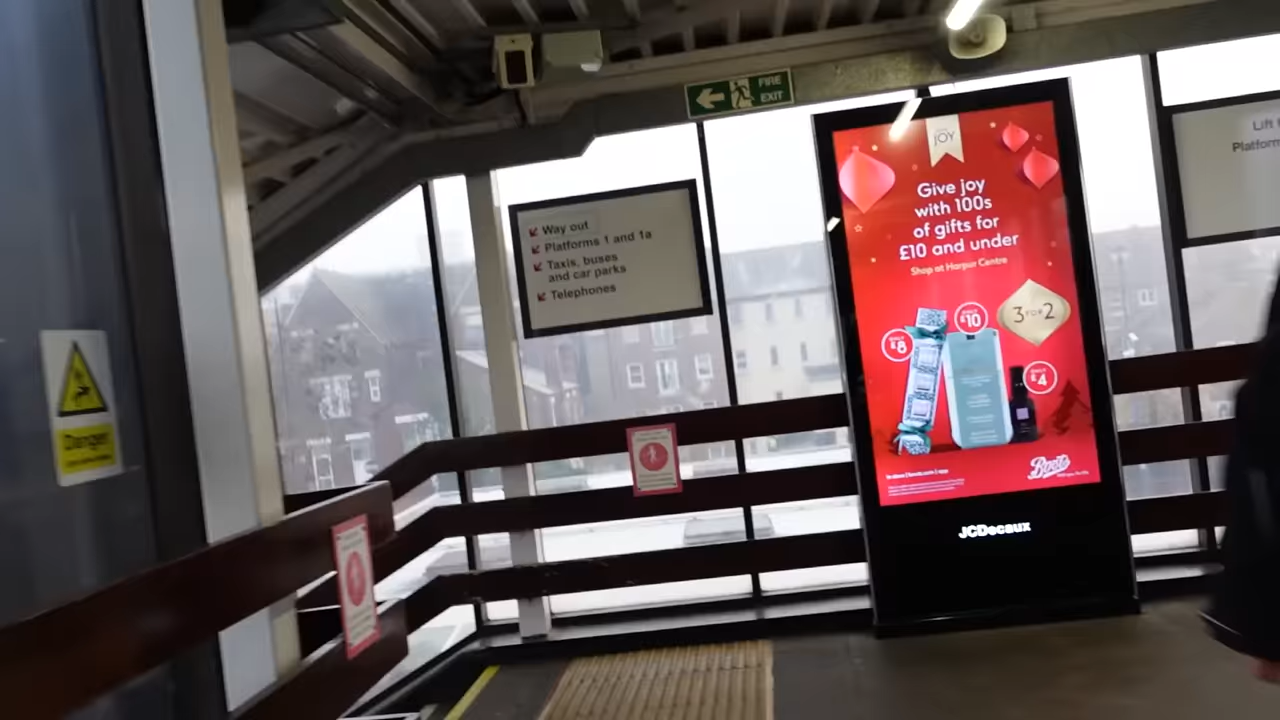 FIRE
EXIT
Way out
Platforms 1 and 1a
Taxis, buses
and car parks
Telephones
JOY
Give joy
with 100s
of gifts for
£10 and under
Shop at Harpur Centre
3 FOR 2
£10
£8
£4
Boots
JCDecaux
Lift
Platform
Danger